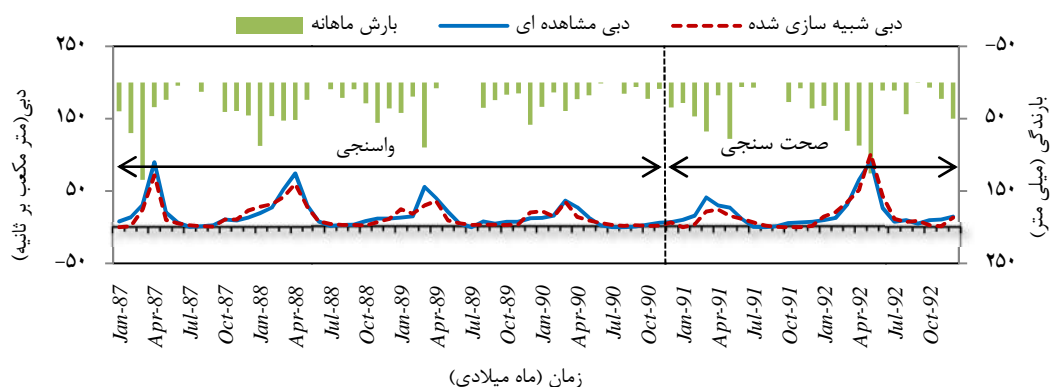 بارش ماهانه
دبی مشاهده ای
دبی شبیه سازی شده
دبی(متر مکعب بر ثانیه)
۲۵۰
۱۵۰
۵۰
-۵۰
بارندگی (میلی متر)
-۵۰
۵۰
۱۵۰
۲۵۰
واسنجی
صحت سنجی
Jan-87
Apr-87
Jul-87
Oct-87
Jan-88
Apr-88
Jul-88
Oct-88
Jan-89
Apr-89
Jul-89
Oct-89
Jan-90
Apr-90
Jul-90
Oct-90
Jan-91
Apr-91
Jul-91
Oct-91
Jan-92
Apr-92
Jul-92
Oct-92
زمان (ماه میلادی)